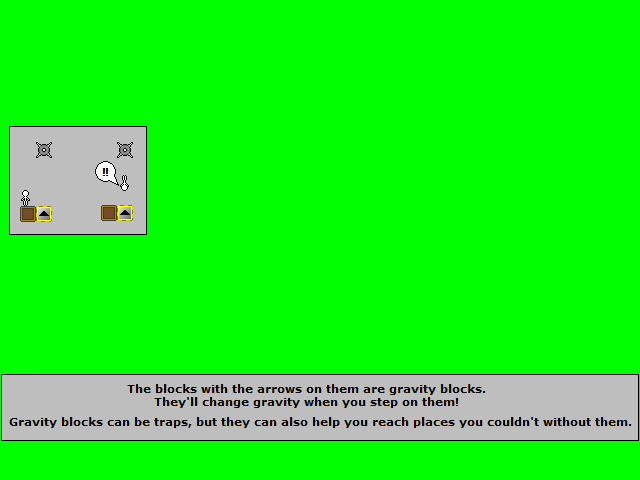 !!
The blocks with the arrows on them are gravity blocks.
They'll change gravity when you step on them!
Gravity blocks can be traps, but they can also help you reach places you couldn't without them.